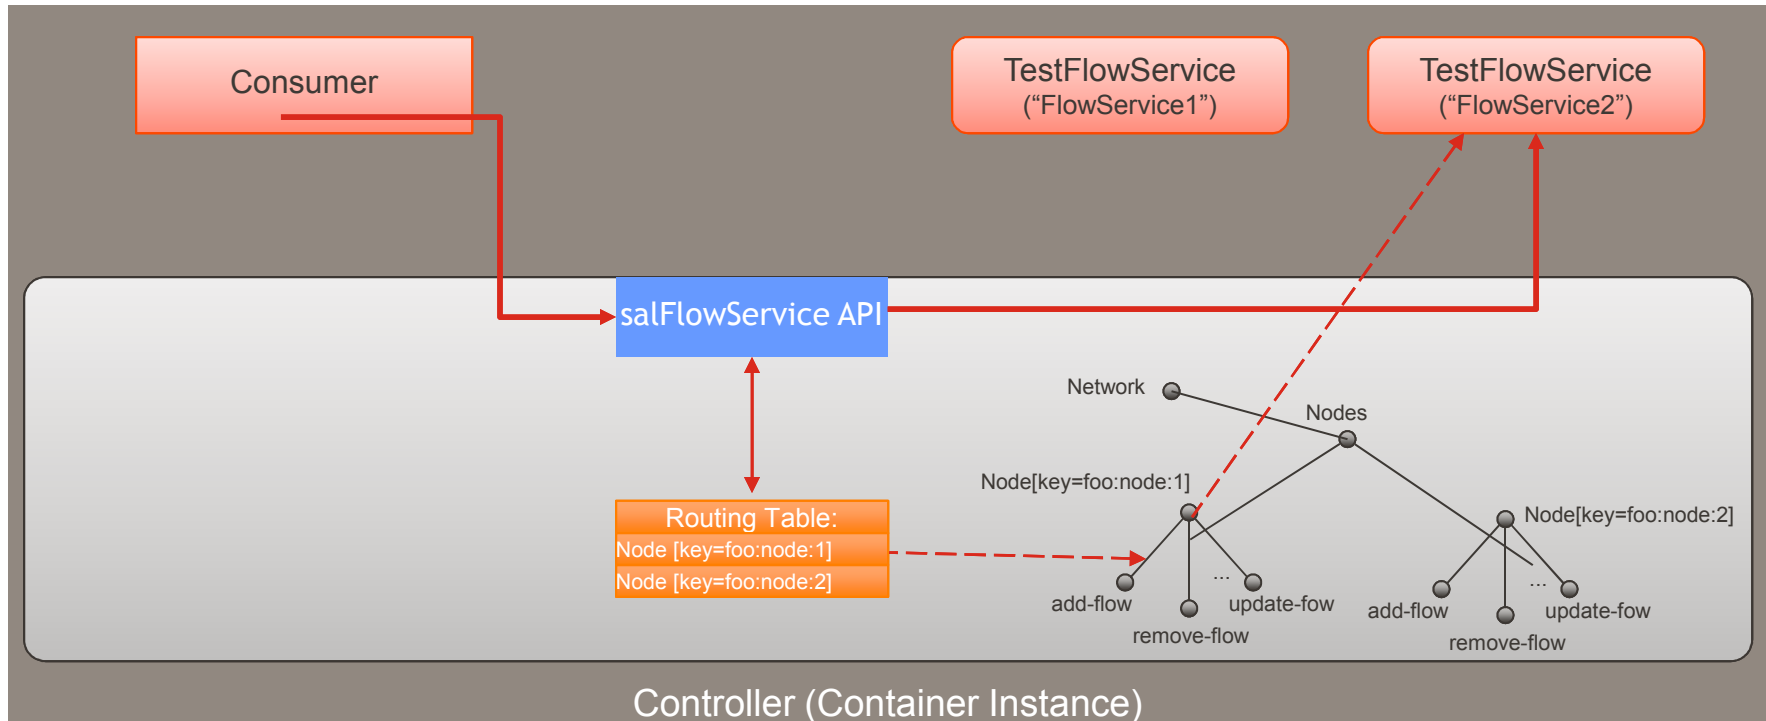 Consumer
TestFlowService
(“FlowService1”)
TestFlowService
(“FlowService2”)
salFlowService API
Network
Nodes
Node[key=foo:node:1]
Node[key=foo:node:2]
Routing Table:
Node [key=foo:node:1]
Node [key=foo:node:2]
...
add-flow
update-fow
remove-flow
...
add-flow
update-fow
remove-flow
Controller (Container Instance)